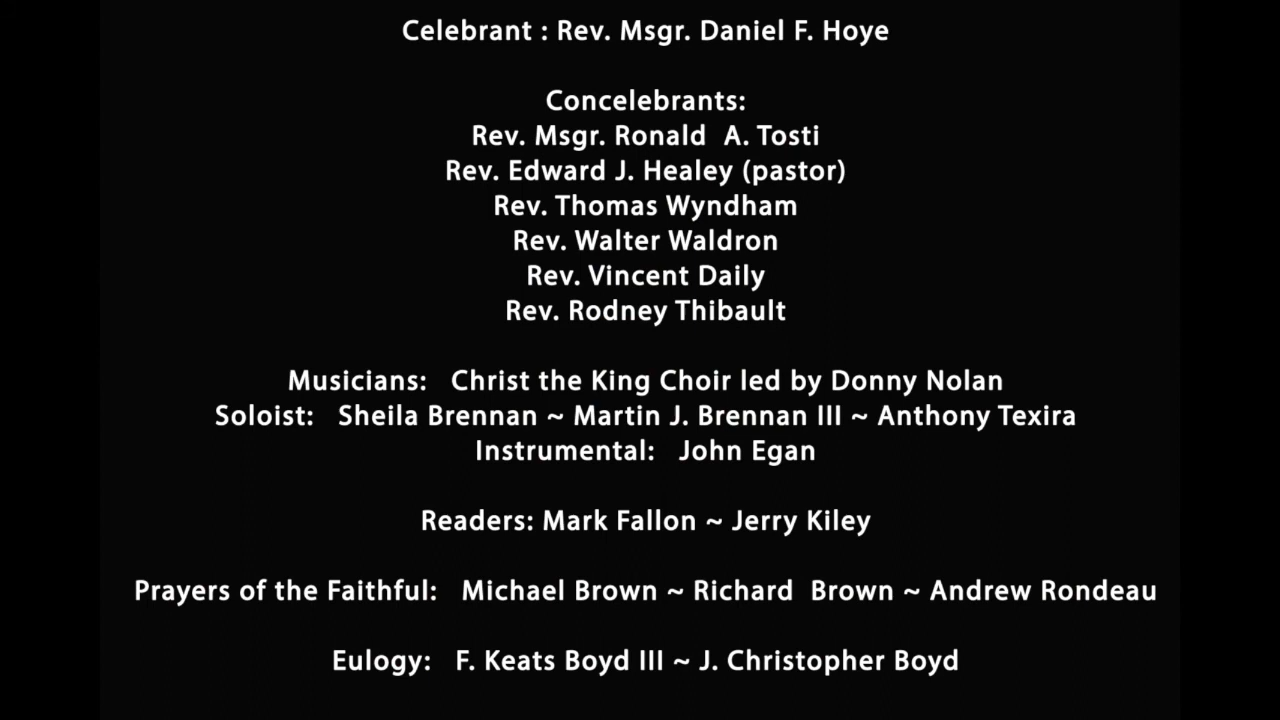 Celebrant : Rev. Msgr. Daniel F. Hoye
Concelebrants:
Rev. Msgr. Ronald A. Tosti
Rev. Edward J. Healey (pastor)
Rev. Thomas Wyndham
Rev. Walter Waldron
Rev. Vincent Daily
Rev. Rodney Thibault
Musicians: Christ the King Choir led by Donny Nolan
Soloist: Sheila Brennan ~ Martin J. Brennan III ~ Anthony Texira
Instrumental: John Egan
Readers: Mark Fallon ~ Jerry Kiley
Prayers of the Faithful: Michael Brown ~ Richard Brown ~ Andrew Rondeau
Eulogy: F. Keats Boyd III ~ J. Christopher Boyd